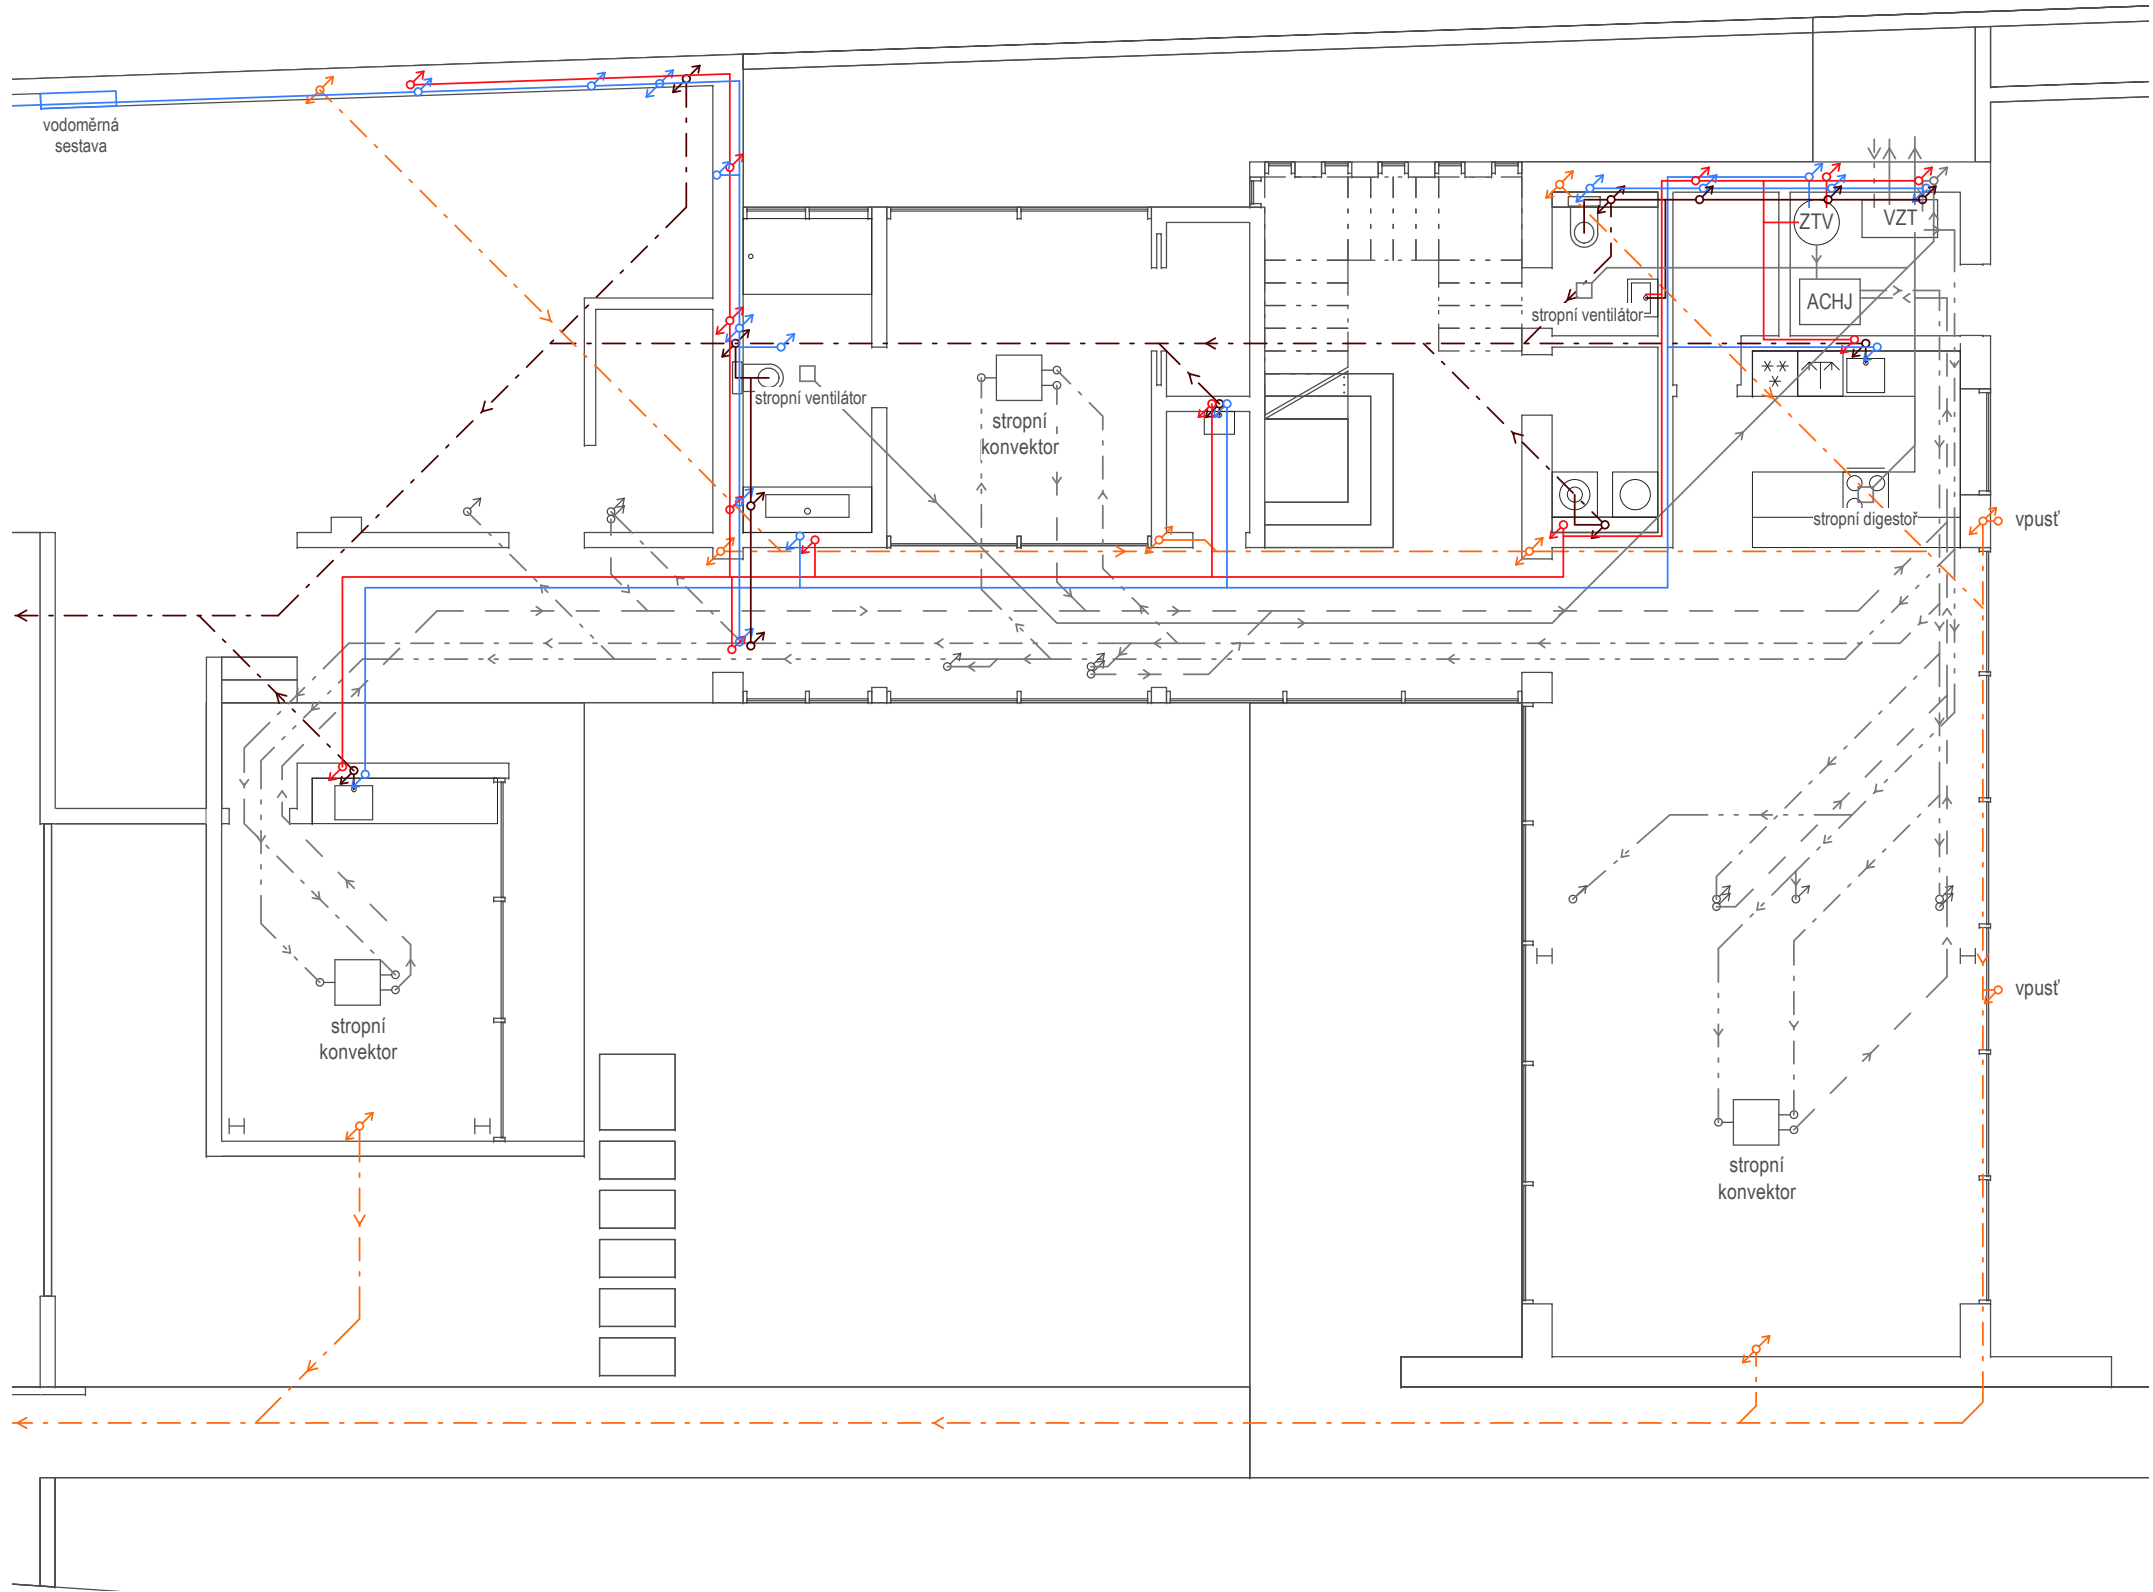 vodoměrná
sestava
ZTV
VZT
ACHJ
stropní ventilátor
stropní ventilátor
stropní
konvektor
stropní digestoř
vpusť
vpusť
stropní
konvektor
stropní
konvektor